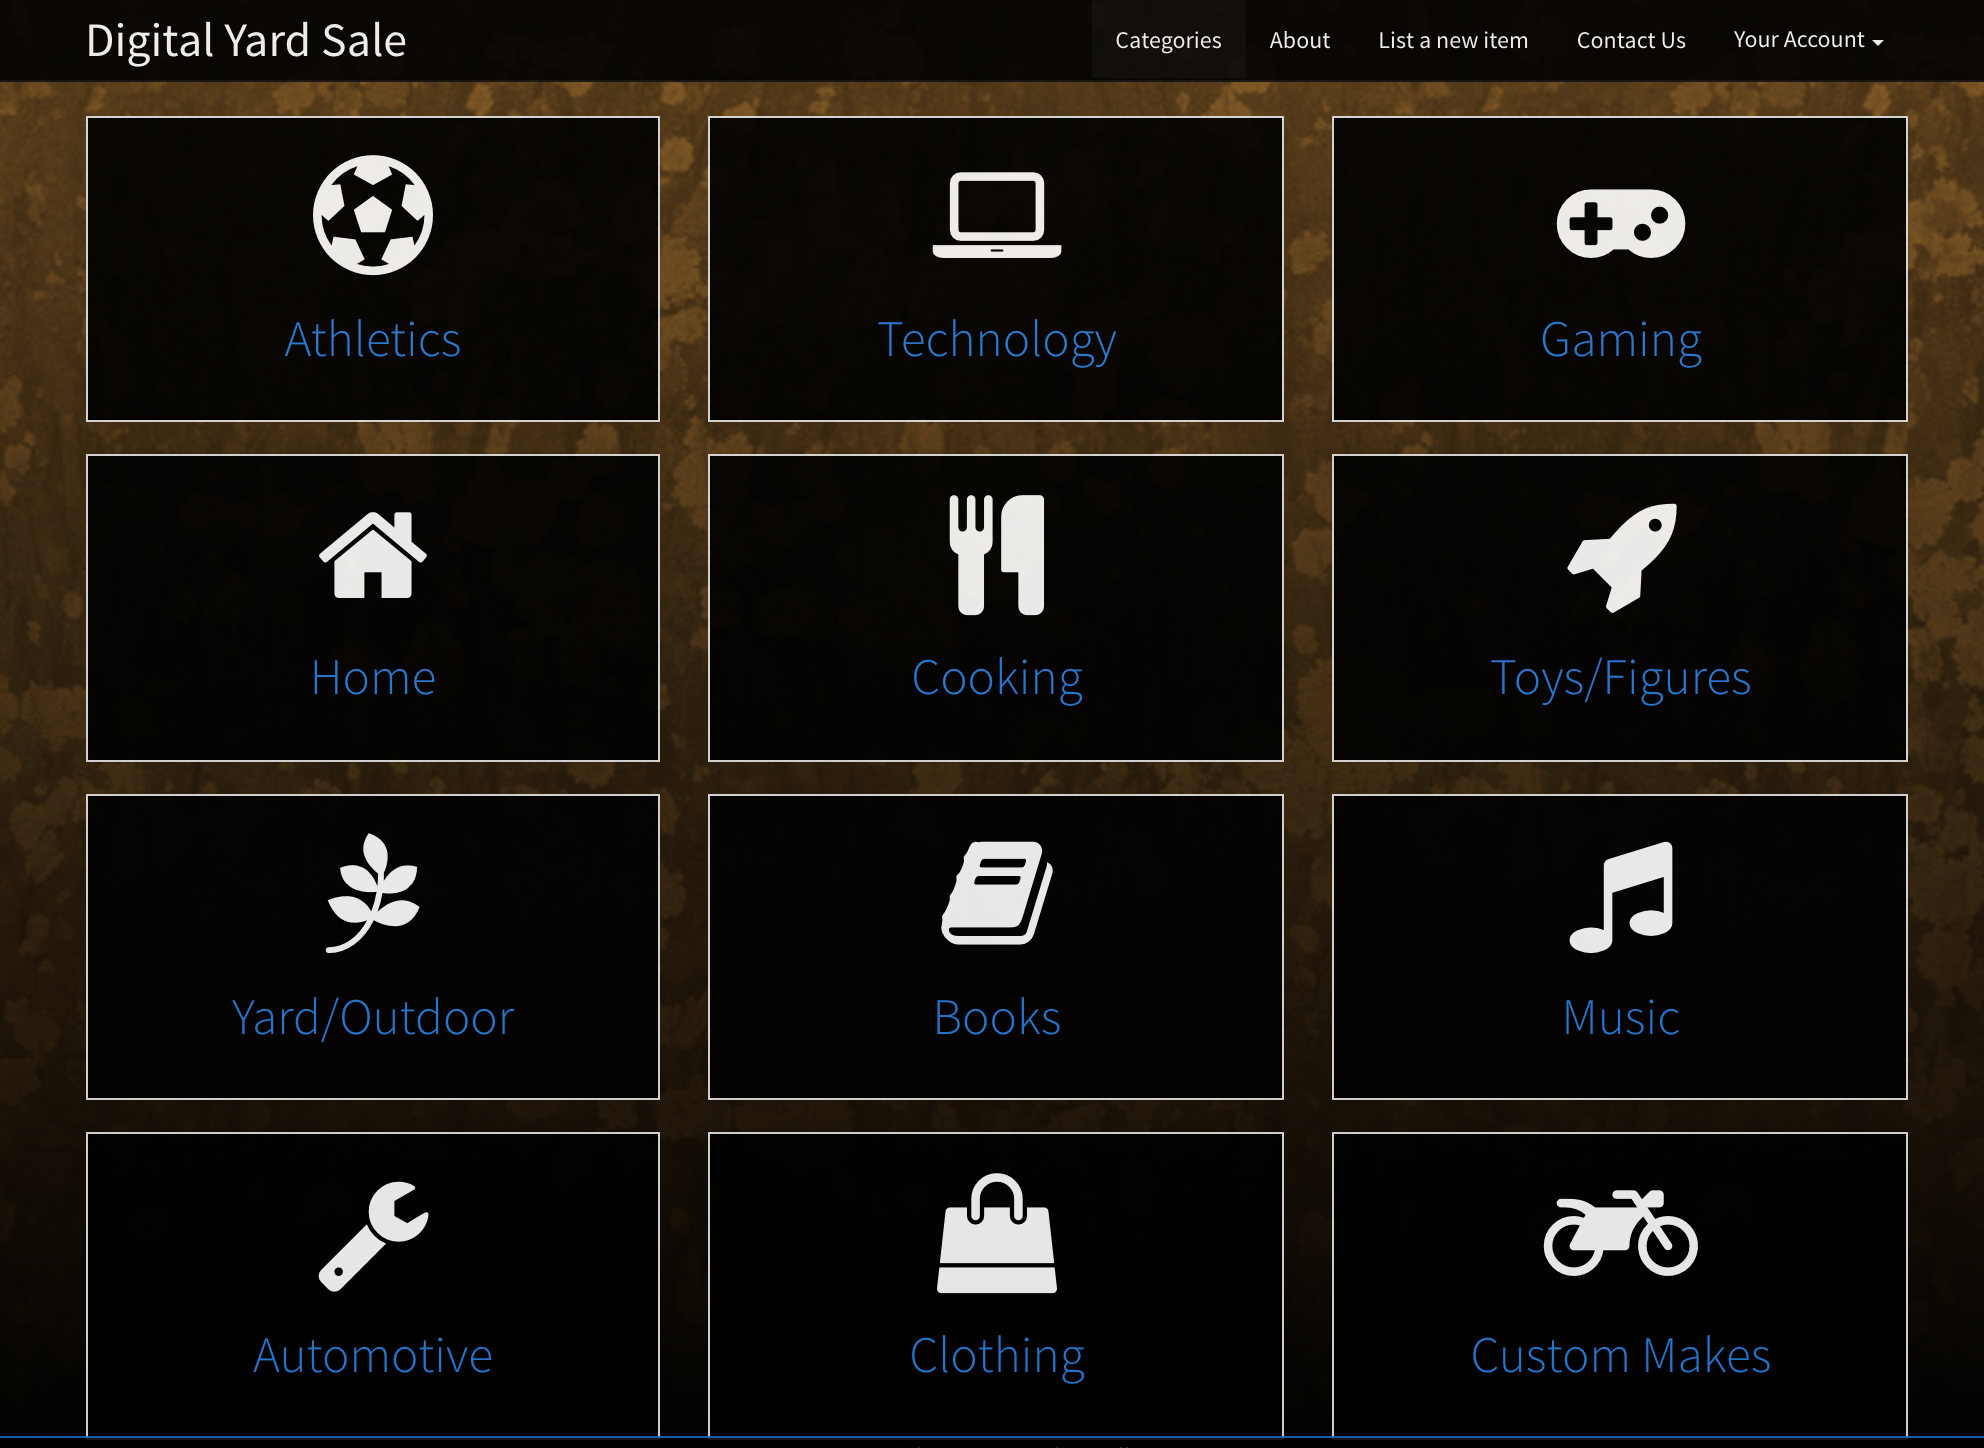 Digital Yard Sale
Categories
About
List a new item
Contact Us
Your Account
Athletics
Technology
Gaming
Home
Cooking
Toys/Figures
Yard/Outdoor
Books
Music
Automotive
Clothing
Custom Makes